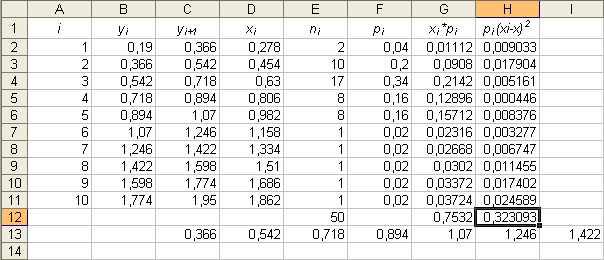 A B C D E F G H I
1 i yᵢ yᵢ₊₁ xᵢ nᵢ pᵢ xᵢ*pᵢ pᵢ(xi-x)²
2 1 0,19 0,366 0,278 2 0,04 0,01112 0,009033
3 2 0,366 0,542 0,454 10 0,2 0,0908 0,017904
4 3 0,542 0,718 0,63 17 0,34 0,2142 0,005161
5 4 0,718 0,894 0,806 8 0,16 0,12896 0,000446
6 5 0,894 1,07 0,982 8 0,16 0,15712 0,008376
7 6 1,07 1,246 1,158 1 0,02 0,02316 0,003277
8 7 1,246 1,422 1,334 1 0,02 0,02668 0,006747
9 8 1,422 1,598 1,51 1 0,02 0,0302 0,011455
10 9 1,598 1,774 1,686 1 0,02 0,03372 0,017402
11 10 1,774 1,95 1,862 1 0,02 0,03724 0,024589
12 50 0,7532 0,323093
13 0,366 0,542 0,718 0,894 1,07 1,246 1,422
14